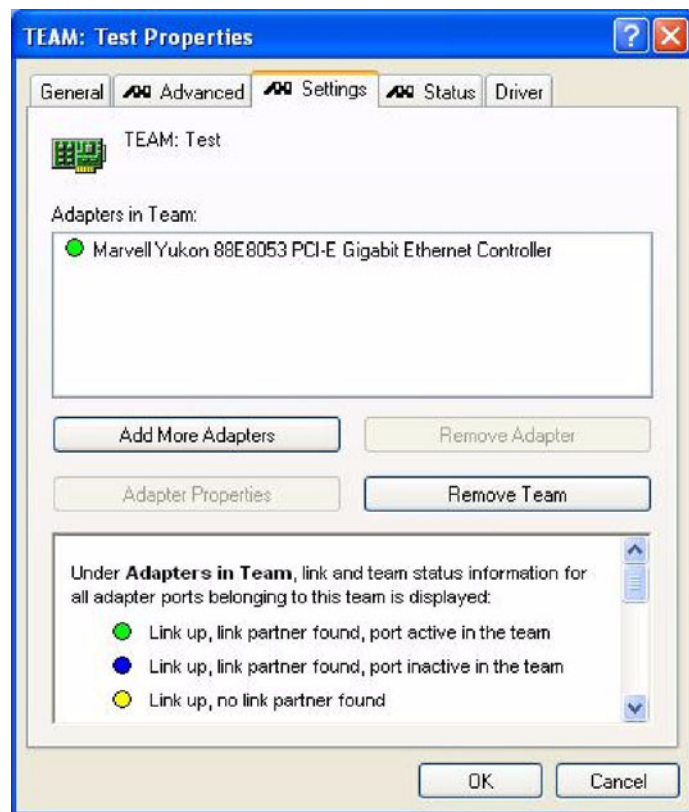 TEAM: Test Properties
General Advanced Settings Status Driver
TEAM: Test
Adapters in Team:
Marvell Yukon 88E8053 PCI-E Gigabit Ethernet Controller
Add More Adapters Remove Adapter
Adapter Properties Remove Team
Under Adapters in Team, link and team status information for
all adapter ports belonging to this team is displayed:
Link up, link partner found, port active in the team
Link up, link partner found, port inactive in the team
Link up, no link partner found
OK Cancel